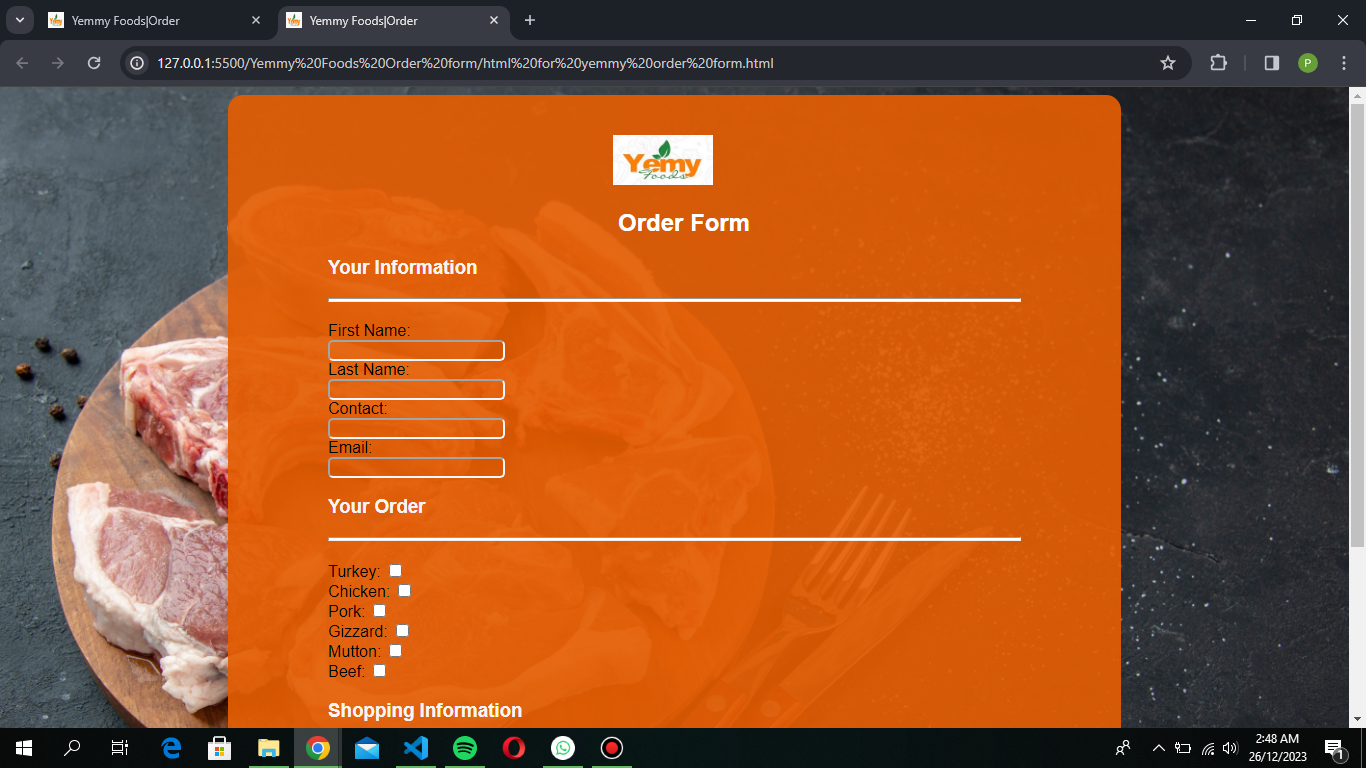 Yemmy Foods|Order
Yemmy Foods|Order
127.0.0.1:5500/Yemmy%20Foods%20Order%20form/html%20for%20yemmy%20order%20form.html
P
Yemy
Foods
Order Form
Your Information
First Name:
Last Name:
Contact:
Email:
Your Order
Turkey:
Chicken:
Pork:
Gizzard:
Mutton:
Beef:
Shopping Information
2:48 AM
26/12/2023
1